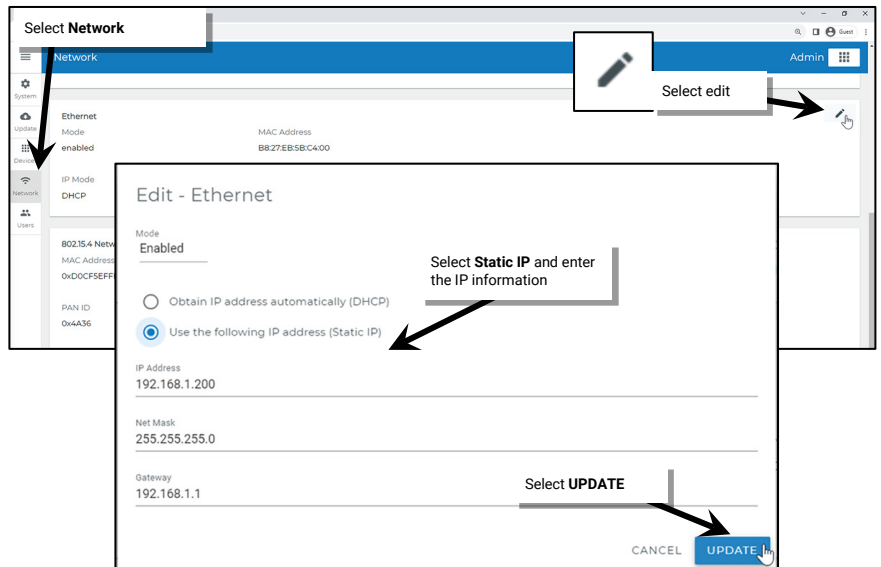 Select Network
Guest
Network
Admin
Select edit
System
Update
Device
Network
Users
Ethernet
Mode
MAC Address
enabled
B8:27:EB:5B:C4:00
IP Mode
DHCP
802.15.4 Netw
MAC Address
0xD0CF5EFF
PAN ID
0x4A36
Edit - Ethernet
Mode
Enabled
Select Static IP and enter
the IP information
Obtain IP address automatically (DHCP)
Use the following IP address (Static IP)
IP Address
192.168.1.200
Net Mask
255.255.255.0
Gateway
192.168.1.1
Select UPDATE
CANCEL
UPDATE